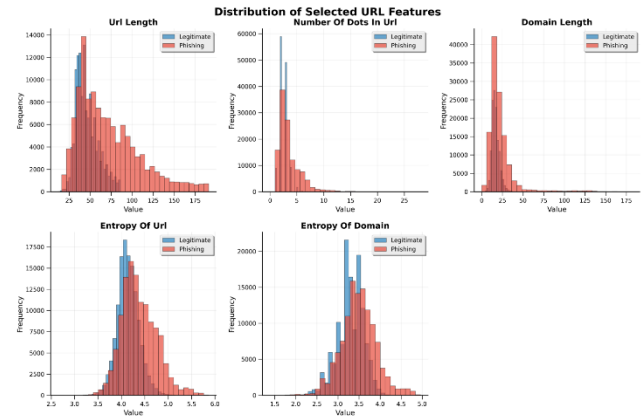 Distribution of Selected URL Features
Url Length
Number Of Dots In Url
Domain Length
Legitimate
Phishing
Legitimate
Phishing
Legitimate
Phishing
Frequency
14000
12000
10000
8000
6000
4000
2000
0
25 50 75 100 125 150 175
Value
Frequency
60000
50000
40000
30000
20000
10000
0
0 5 10 15 20 25
Value
Frequency
40000
35000
30000
25000
20000
15000
10000
5000
0
0 25 50 75 100 125 150 175
Value
Entropy Of Url
Entropy Of Domain
Legitimate
Phishing
Legitimate
Phishing
Frequency
17500
15000
12500
10000
7500
5000
2500
0
2.5 3.0 3.5 4.0 4.5 5.0 5.5 6.0
Value
Frequency
20000
15000
10000
5000
0
1.5 2.0 2.5 3.0 3.5 4.0 4.5 5.0
Value